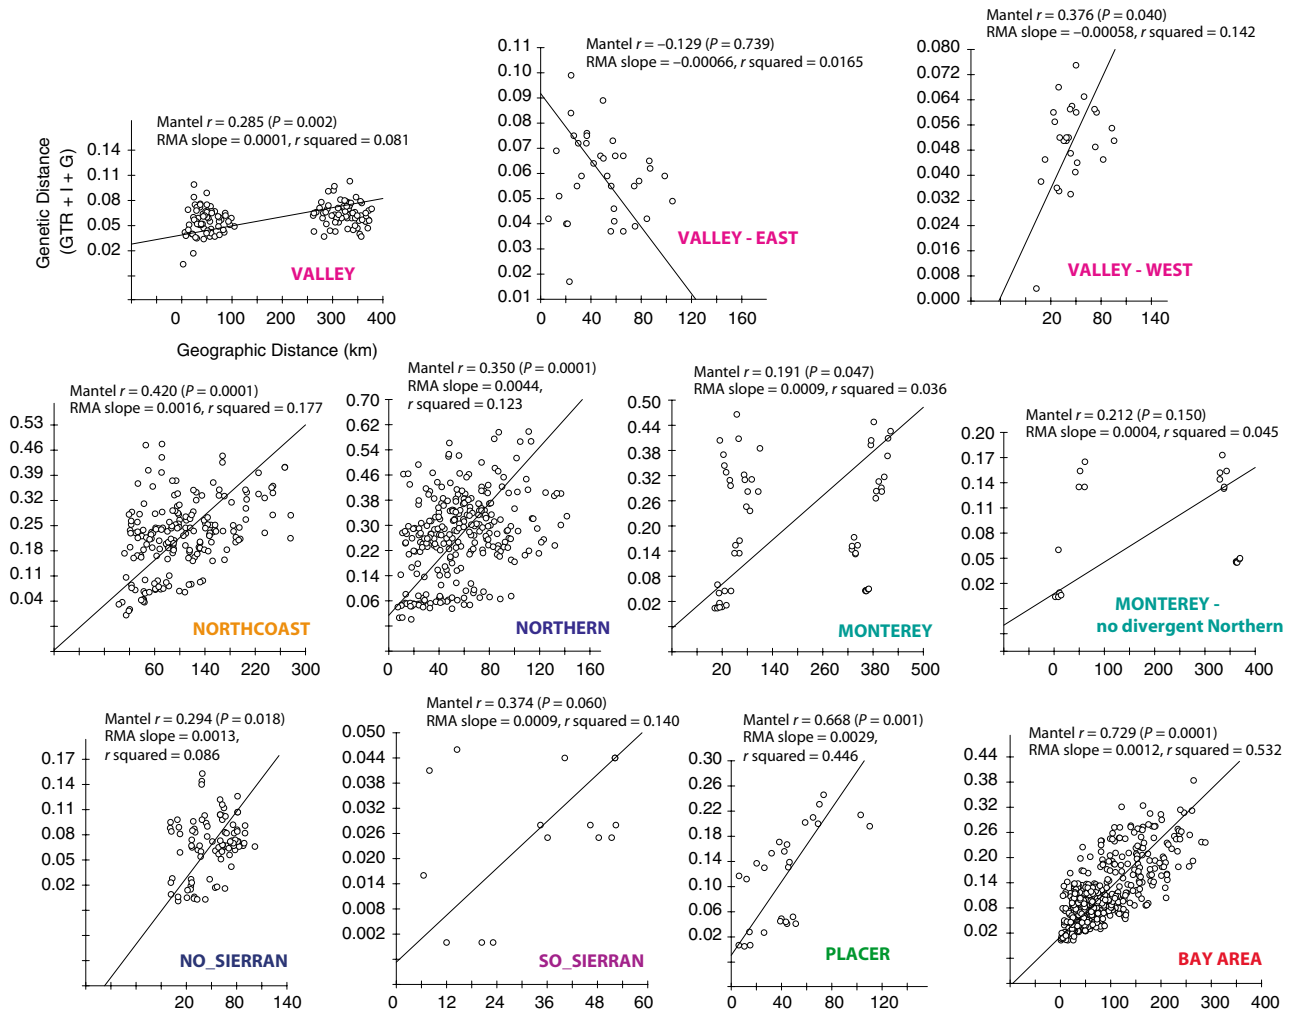 Mantel r = 0.285 (P = 0.002)
RMA slope = 0.0001, r squared = 0.081
Genetic Distance
(GTR + I + G)
0.14
0.11
0.08
0.05
0.02
VALLEY
0 100 200 300 400
Geographic Distance (km)
Mantel r = –0.129 (P = 0.739)
RMA slope = –0.00066, r squared = 0.0165
0.11
0.10
0.09
0.08
0.07
0.06
0.05
0.04
0.03
0.02
0.01
VALLEY - EAST
0 40 80 120 160
Mantel r = 0.376 (P = 0.040)
RMA slope = –0.00058, r squared = 0.142
0.080
0.072
0.064
0.056
0.048
0.040
0.032
0.024
0.016
0.008
0.000
VALLEY - WEST
20 80 140
Mantel r = 0.420 (P = 0.0001)
RMA slope = 0.0016, r squared = 0.177
0.53
0.46
0.39
0.32
0.25
0.18
0.11
0.04
NORTHCOAST
60 140 220 300
Mantel r = 0.350 (P = 0.0001)
RMA slope = 0.0044,
r squared = 0.123
0.70
0.62
0.54
0.46
0.38
0.30
0.22
0.14
0.06
NORTHERN
0 40 80 120 160
Mantel r = 0.191 (P = 0.047)
RMA slope = 0.0009, r squared = 0.036
0.50
0.44
0.38
0.32
0.26
0.20
0.14
0.08
0.02
MONTEREY
20 140 260 380 500
Mantel r = 0.212 (P = 0.150)
RMA slope = 0.0004, r squared = 0.045
0.20
0.17
0.14
0.11
0.08
0.05
0.02
MONTEREY -
no divergent Northern
0 100 200 300 400
Mantel r = 0.294 (P = 0.018)
RMA slope = 0.0013,
r squared = 0.086
0.17
0.14
0.11
0.08
0.05
0.02
NO_SIERRAN
20 80 140
Mantel r = 0.374 (P = 0.060)
RMA slope = 0.0009, r squared = 0.140
0.050
0.044
0.038
0.032
0.026
0.020
0.014
0.008
0.002
SO_SIERRAN
0 12 24 36 48 60
Mantel r = 0.668 (P = 0.001)
RMA slope = 0.0029,
r squared = 0.446
0.30
0.26
0.22
0.18
0.14
0.10
0.06
0.02
PLACER
0 40 80 120
Mantel r = 0.729 (P = 0.0001)
RMA slope = 0.0012, r squared = 0.532
0.44
0.38
0.32
0.26
0.20
0.14
0.08
0.02
BAY AREA
0 100 200 300 400